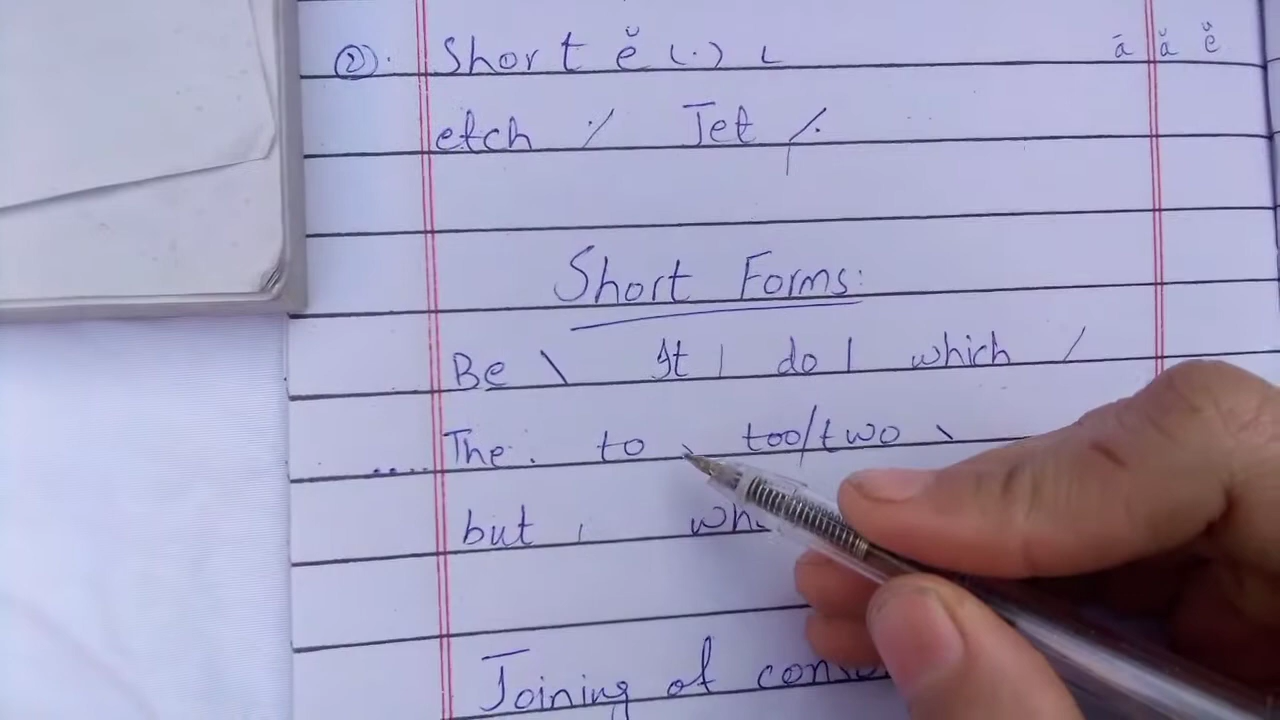 ②. Short ĕ (.) ā ă ĕ
etch Jet
Short Forms:
Be \ It | do | which /
The . to \ too/two \
but
Joining of